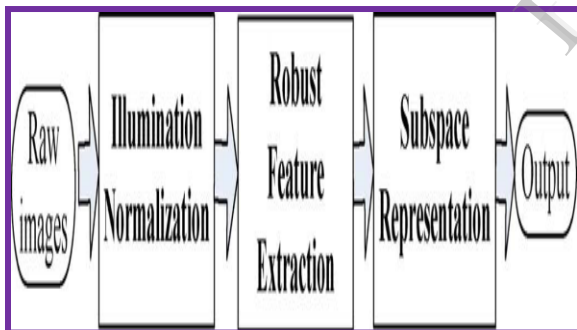 Raw
images
Illumination
Normalization
Robust
Feature
Extraction
Subspace
Representation
Output